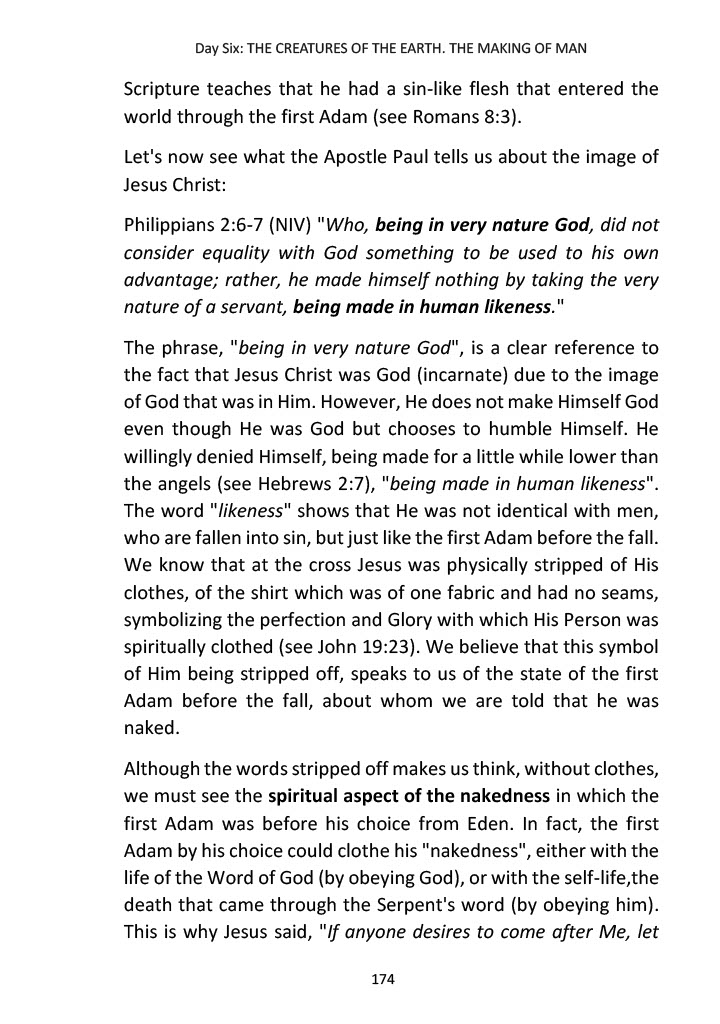 Day Six: THE CREATURES OF THE EARTH. THE MAKING OF MAN
Scripture teaches that he had a sin-like flesh that entered the
world through the first Adam (see Romans 8:3).
Let's now see what the Apostle Paul tells us about the image of
Jesus Christ:
Philippians 2:6-7 (NIV) "Who, being in very nature God, did not
consider equality with God something to be used to his own
advantage; rather, he made himself nothing by taking the very
nature of a servant, being made in human likeness."
The phrase, "being in very nature God", is a clear reference to
the fact that Jesus Christ was God (incarnate) due to the image
of God that was in Him. However, He does not make Himself God
even though He was God but chooses to humble Himself. He
willingly denied Himself, being made for a little while lower than
the angels (see Hebrews 2:7), "being made in human likeness".
The word "likeness" shows that He was not identical with men,
who are fallen into sin, but just like the first Adam before the fall.
We know that at the cross Jesus was physically stripped of His
clothes, of the shirt which was of one fabric and had no seams,
symbolizing the perfection and Glory with which His Person was
spiritually clothed (see John 19:23). We believe that this symbol
of Him being stripped off, speaks to us of the state of the first
Adam before the fall, about whom we are told that he was
naked.
Although the words stripped off makes us think, without clothes,
we must see the spiritual aspect of the nakedness in which the
first Adam was before his choice from Eden. In fact, the first
Adam by his choice could clothe his "nakedness", either with the
life of the Word of God (by obeying God), or with the self-life,the
death that came through the Serpent's word (by obeying him).
This is why Jesus said, "If anyone desires to come after Me, let
174